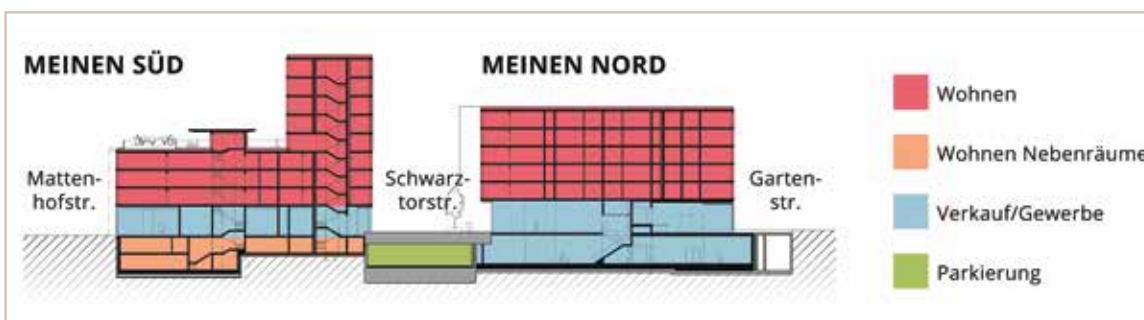 MEINEN SÜD
MEINEN NORD
Matten-
hofstr.
Schwarz-
torstr.
Garten-
str.
Wohnen
Wohnen Nebenräume
Verkauf/Gewerbe
Parkierung